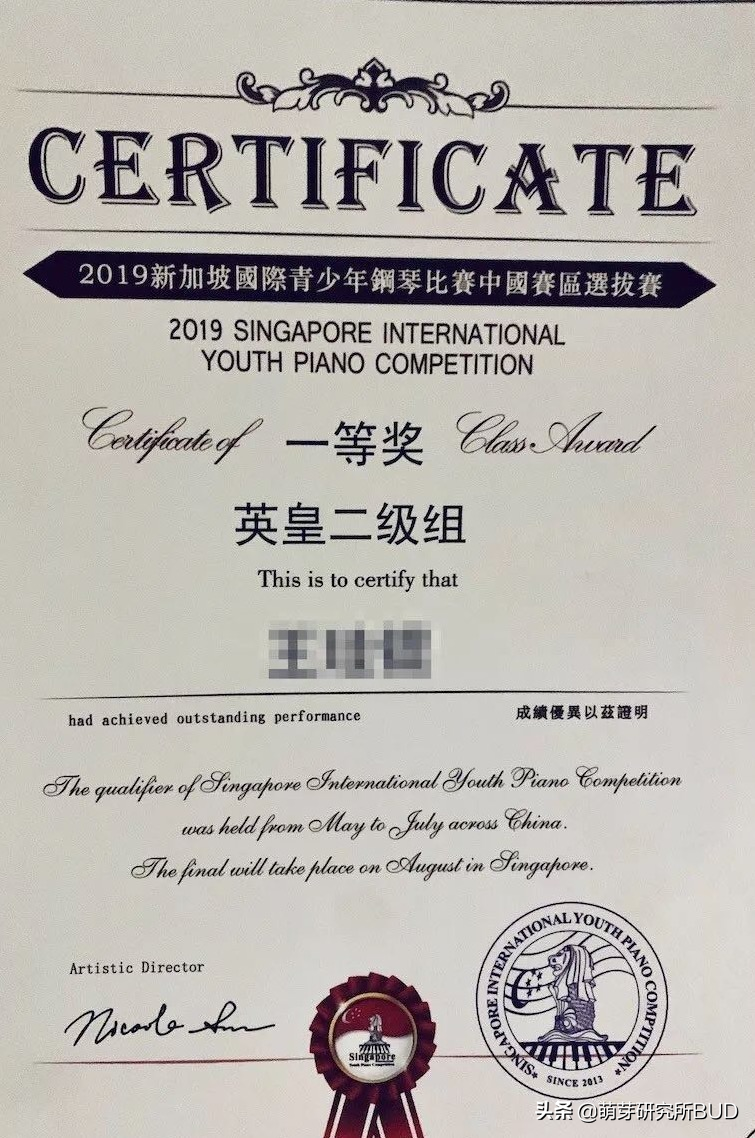 CERTIFICATE
2019新加坡國際青少年鋼琴比賽中國賽區選拔賽
2019 SINGAPORE INTERNATIONAL
YOUTH PIANO COMPETITION
Certificate of 一等奖 Class Award
英皇二级组
This is to certify that
had achieved outstanding performance 成績優異以茲證明
The qualifier of Singapore International Youth Piano Competition
was held from May to July across China.
The final will take place on August in Singapore.
Artistic Director
Singapore
Youth Piano Competition
SINGAPORE INTERNATIONAL YOUTH PIANO COMPETITION
SINCE 2013
头条 @萌芽研究所BUD